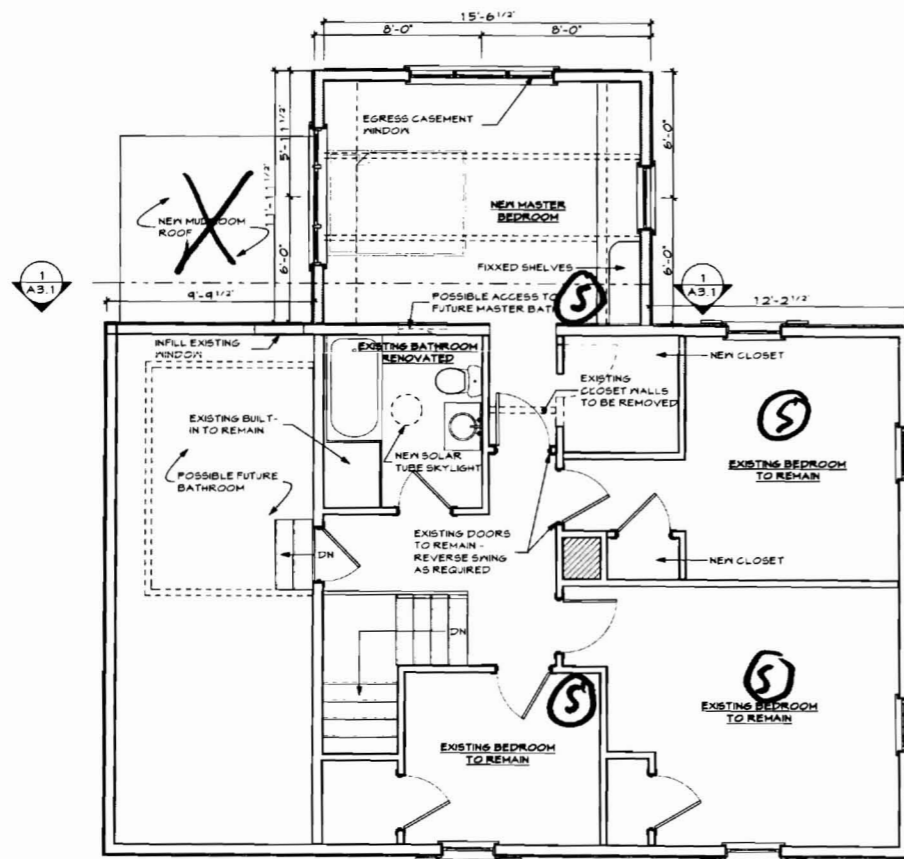 15'-6 1/2"
8'-0"
8'-0"
EGRESS CASEMENT
WINDOW
5'-11 1/2"
11'-11 1/2"
6'-0"
6'-0"
6'-0"
NEW MUDROOM
ROOF
NEW MASTER
BEDROOM
FIXXED SHELVES
1
A3.1
1
A3.1
9'-9 1/2"
12'-2 1/2"
POSSIBLE ACCESS TO
FUTURE MASTER BATH
S
INFILL EXISTING
WINDOW
EXISTING BATHROOM
RENOVATED
NEW CLOSET
EXISTING
CLOSET WALLS
TO BE REMOVED
S
EXISTING BUILT-
IN TO REMAIN
NEW SOLAR
TUBE SKYLIGHT
EXISTING BEDROOM
TO REMAIN
POSSIBLE FUTURE
BATHROOM
EXISTING DOORS
TO REMAIN -
REVERSE SWING
AS REQUIRED
DN
NEW CLOSET
DN
S
S
EXISTING BEDROOM
TO REMAIN
EXISTING BEDROOM
TO REMAIN